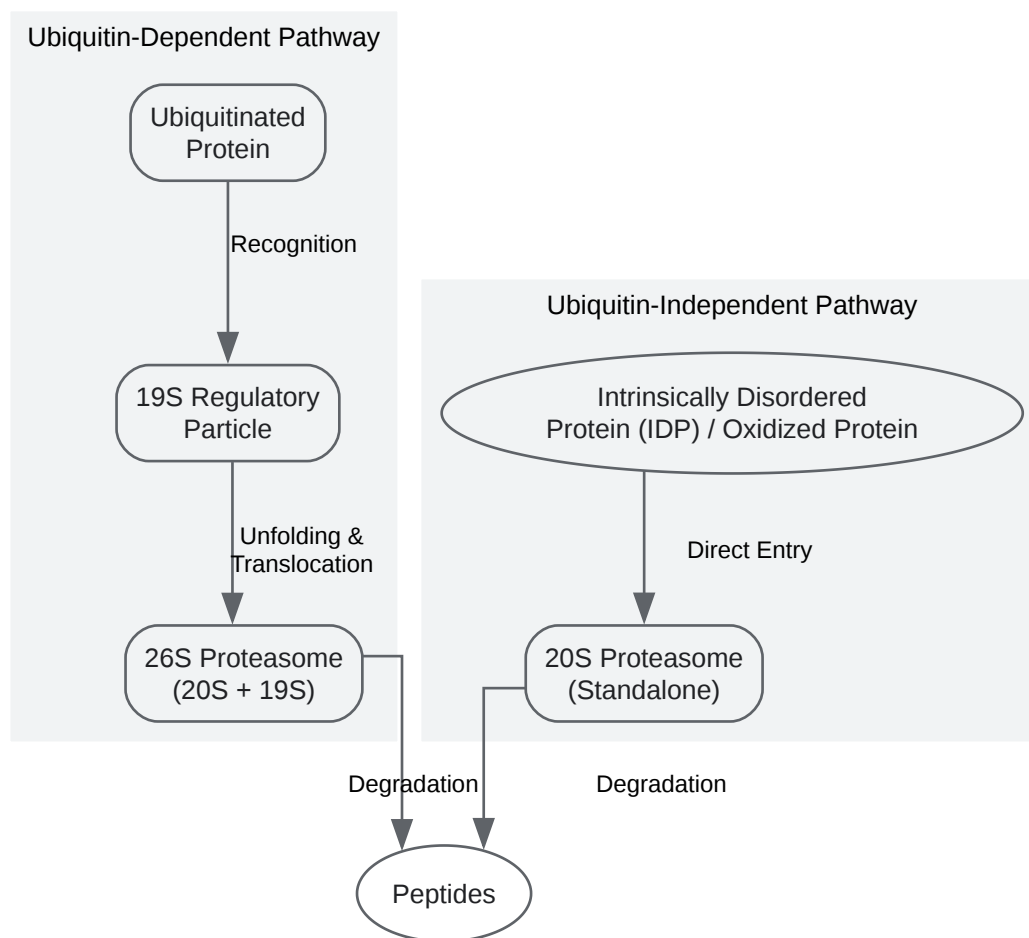 Ubiquitin-Dependent Pathway
Ubiquitinated
Protein
Recognition
19S Regulatory
Particle
Unfolding &
Translocation
26S Proteasome
(20S + 19S)
Ubiquitin-Independent Pathway
Intrinsically Disordered
Protein (IDP) / Oxidized Protein
Direct Entry
20S Proteasome
(Standalone)
Degradation
Degradation
Peptides